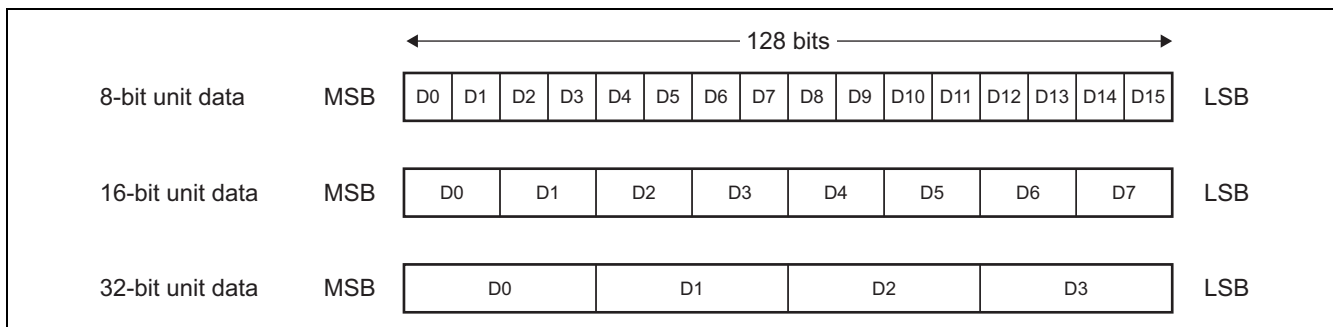 128 bits
8-bit unit data MSB D0 D1 D2 D3 D4 D5 D6 D7 D8 D9 D10 D11 D12 D13 D14 D15 LSB
16-bit unit data MSB D0 D1 D2 D3 D4 D5 D6 D7 LSB
32-bit unit data MSB D0 D1 D2 D3 LSB